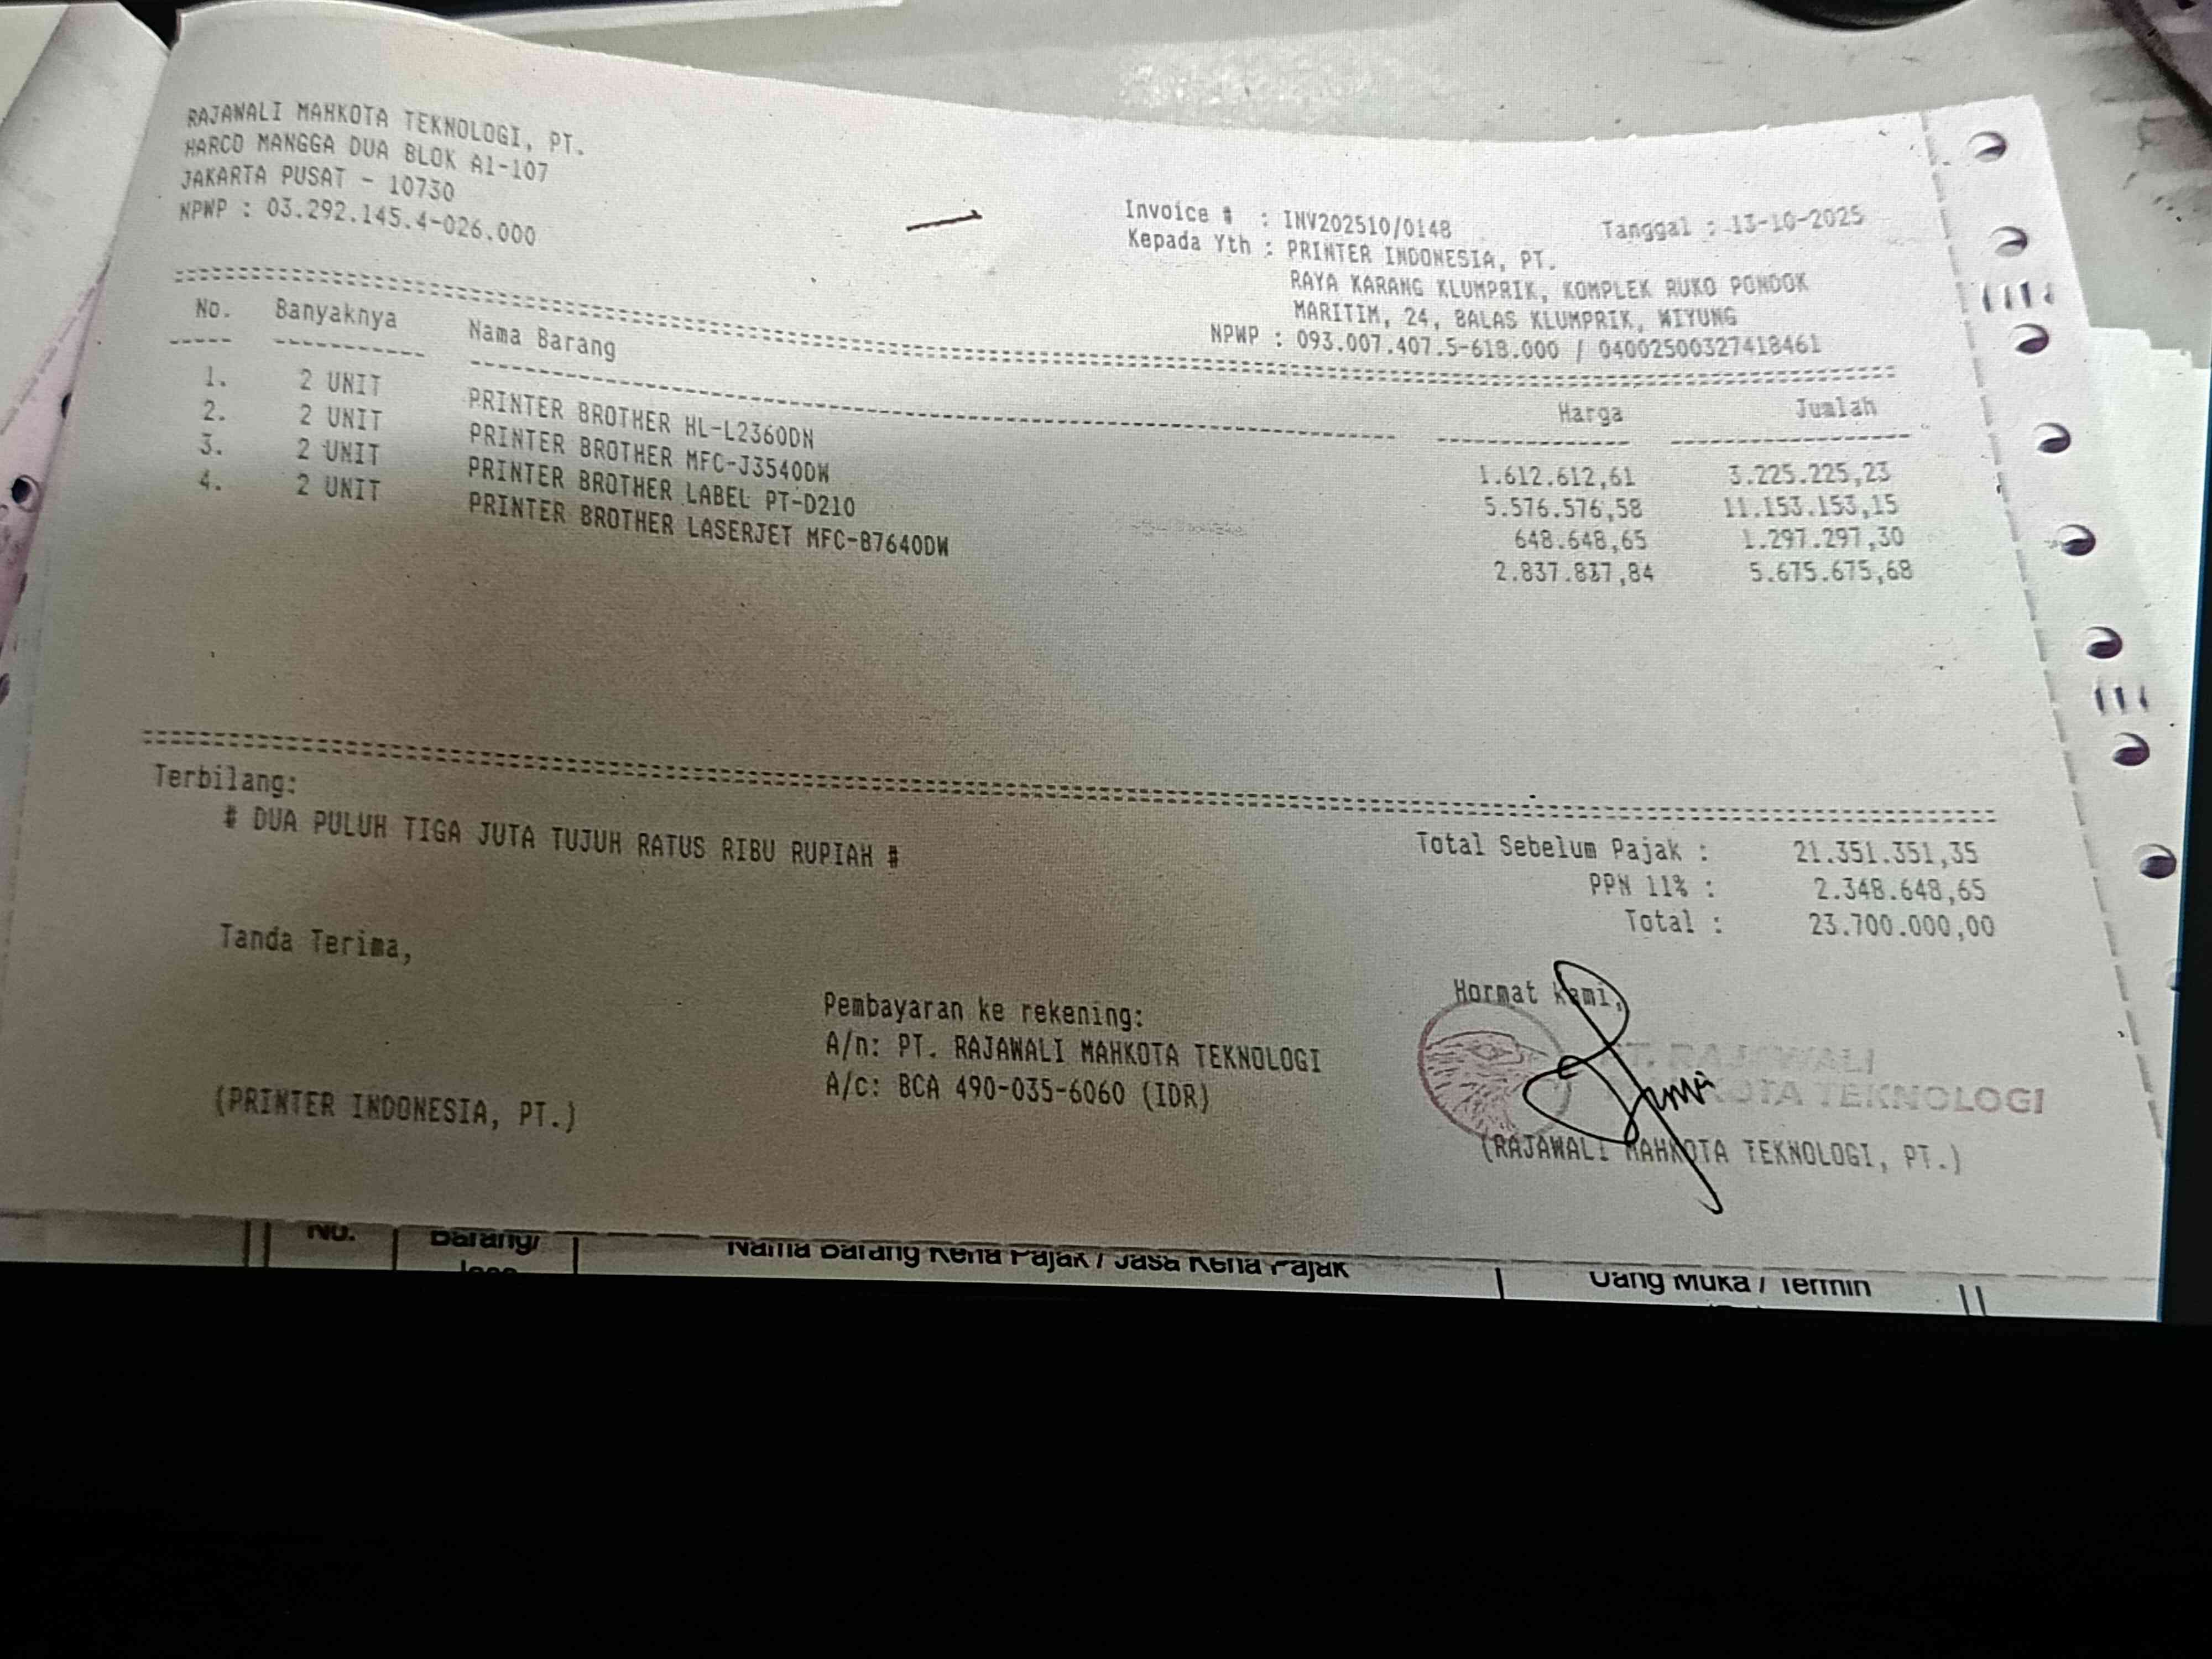 RAJAWALI MAHKOTA TEKNOLOGI, PT.
HARCO MANGGA DUA BLOK A1-107
JAKARTA PUSAT - 10730
NPWP : 03.292.145.4-026.000
Invoice # : INV202510/0148 Tanggal : 13-10-2025
Kepada Yth : PRINTER INDONESIA, PT.
RAYA KARANG KLUMPRIK, KOMPLEK RUKO PONDOK
MARITIM, 24, BALAS KLUMPRIK, WIYUNG
NPWP : 093.007.407.5-618.000 / 04002500327418461
No. Banyaknya Nama Barang Harga Jumlah
1. 2 UNIT PRINTER BROTHER HL-L2360DN 1.612.612,61 3.225.225,23
2. 2 UNIT PRINTER BROTHER MFC-J3540DW 5.576.576,58 11.153.153,15
3. 2 UNIT PRINTER BROTHER LABEL PT-D210 648.648,65 1.297.297,30
4. 2 UNIT PRINTER BROTHER LASERJET MFC-B7640DW 2.837.837,84 5.675.675,68
Terbilang:
# DUA PULUH TIGA JUTA TUJUH RATUS RIBU RUPIAH #
Total Sebelum Pajak : 21.351.351,35
PPN 11% : 2.348.648,65
Total : 23.700.000,00
Tanda Terima,
Hormat kami,
Pembayaran ke rekening:
A/n: PT. RAJAWALI MAHKOTA TEKNOLOGI
A/c: BCA 490-035-6060 (IDR)
RAJAWALI
TEKNOLOGI
(PRINTER INDONESIA, PT.)
(RAJAWALI MAHKOTA TEKNOLOGI, PT.)
No. Barang/ Nama Barang Kena Pajak / Jasa Kena Pajak Uang Muka / Termin